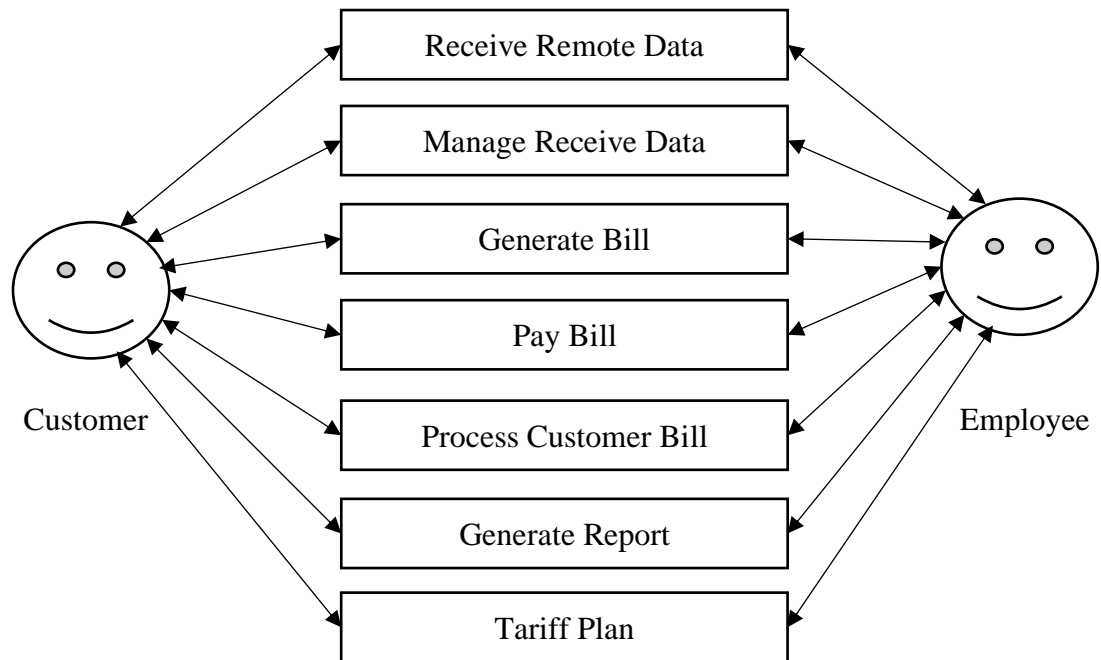 Receive Remote Data
Manage Receive Data
Generate Bill
Pay Bill
Customer
Employee
Process Customer Bill
Generate Report
Tariff Plan